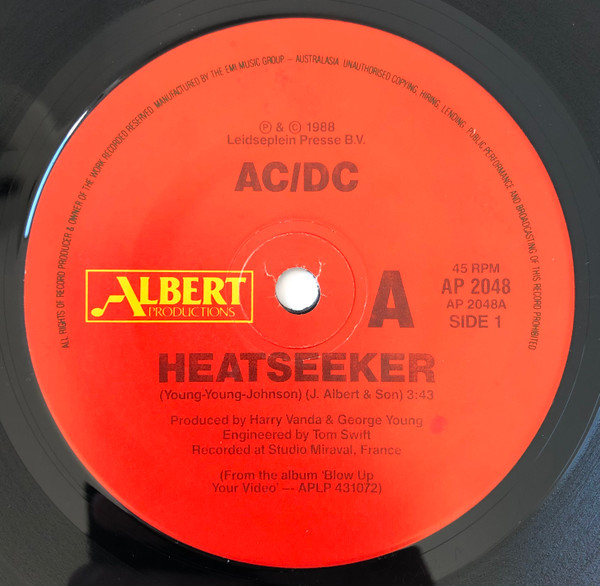 ALL RIGHTS OF RECORD PRODUCER & OWNER OF THE WORK RECORDED RESERVED. MANUFACTURED BY THE EMI MUSIC GROUP – AUSTRALASIA. UNAUTHORISED COPYING, HIRING, LENDING, PUBLIC PERFORMANCE AND BROADCASTING OF THIS RECORD PROHIBITED
℗ & © 1988
Leidseplein Presse B.V.
AC/DC
ALBERT
PRODUCTIONS
A
45 RPM
AP 2048
AP 2048A
SIDE 1
HEATSEEKER
(Young-Young-Johnson) (J. Albert & Son) 3:43
Produced by Harry Vanda & George Young
Engineered by Tom Swift
Recorded at Studio Miraval, France
(From the album 'Blow Up
Your Video' –- APLP 431072)